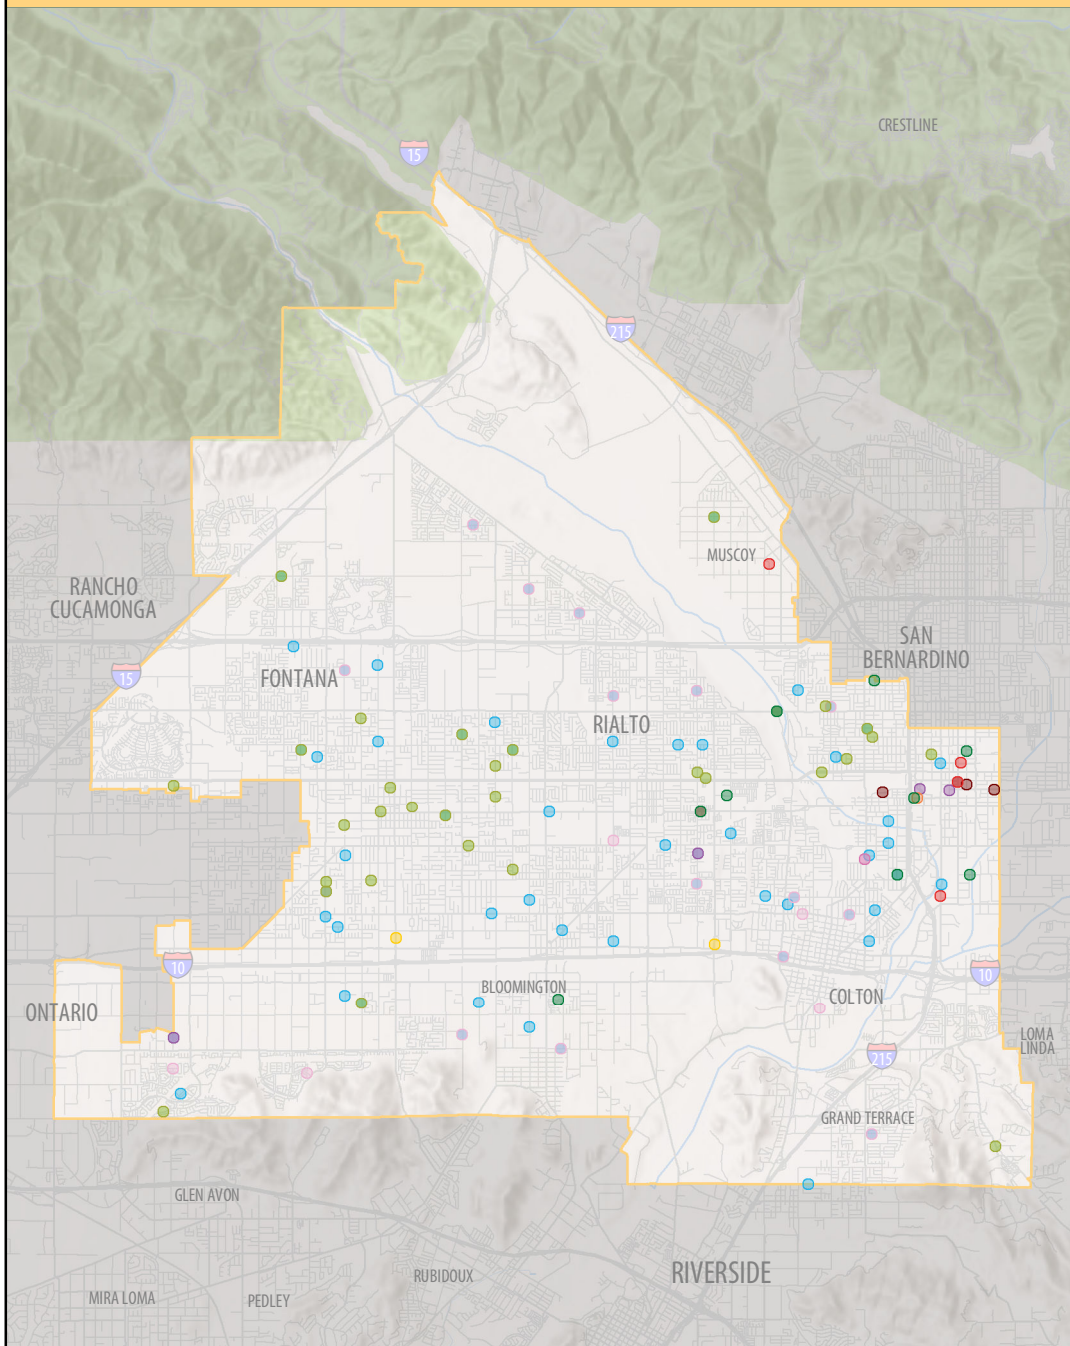 CRESTLINE
15
215
MUSCOY
RANCHO
CUCAMONGA
SAN
BERNARDINO
15
FONTANA
RIALTO
10
10
BLOOMINGTON
COLTON
ONTARIO
LOMA
LINDA
215
GRAND TERRACE
GLEN AVON
RIVERSIDE
RUBIDOUX
MIRA LOMA
PEDLEY